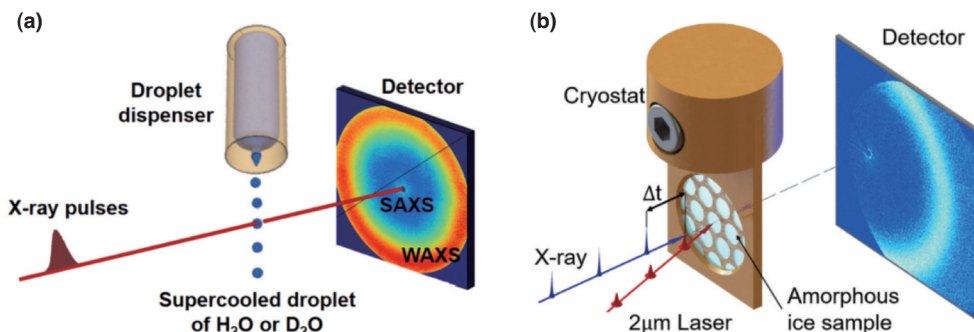 (a)
Droplet
dispenser
Detector
X-ray pulses
SAXS
WAXS
Supercooled droplet
of H₂O or D₂O
(b)
Detector
Cryostat
Δt
X-ray
Amorphous
ice sample
2μm Laser